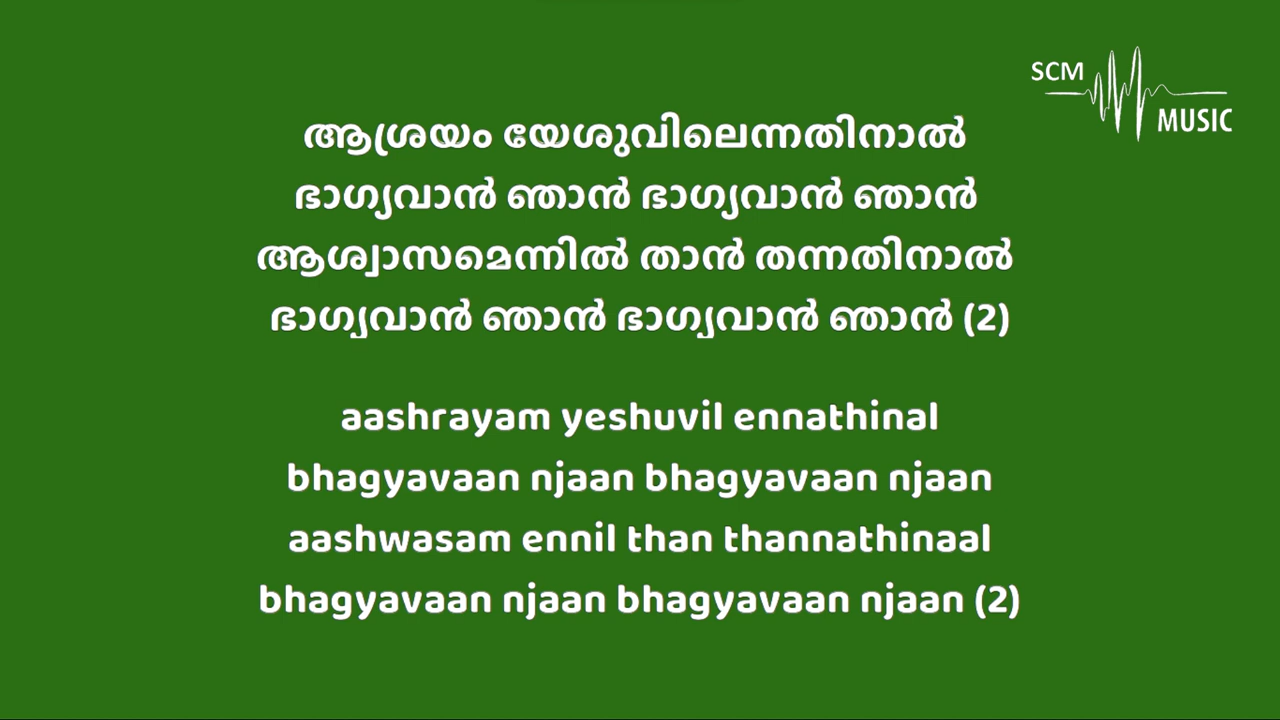 SCM
MUSIC
ആശ്രയം യേശുവിലെന്നതിനാൽ
ഭാഗ്യവാൻ ഞാൻ ഭാഗ്യവാൻ ഞാൻ
ആശ്വാസമെന്നിൽ താൻ തന്നതിനാൽ
ഭാഗ്യവാൻ ഞാൻ ഭാഗ്യവാൻ ഞാൻ (2)
aashrayam yeshuvil ennathinal
bhagyavaan njaan bhagyavaan njaan
aashwasam ennil than thannathinaal
bhagyavaan njaan bhagyavaan njaan (2)